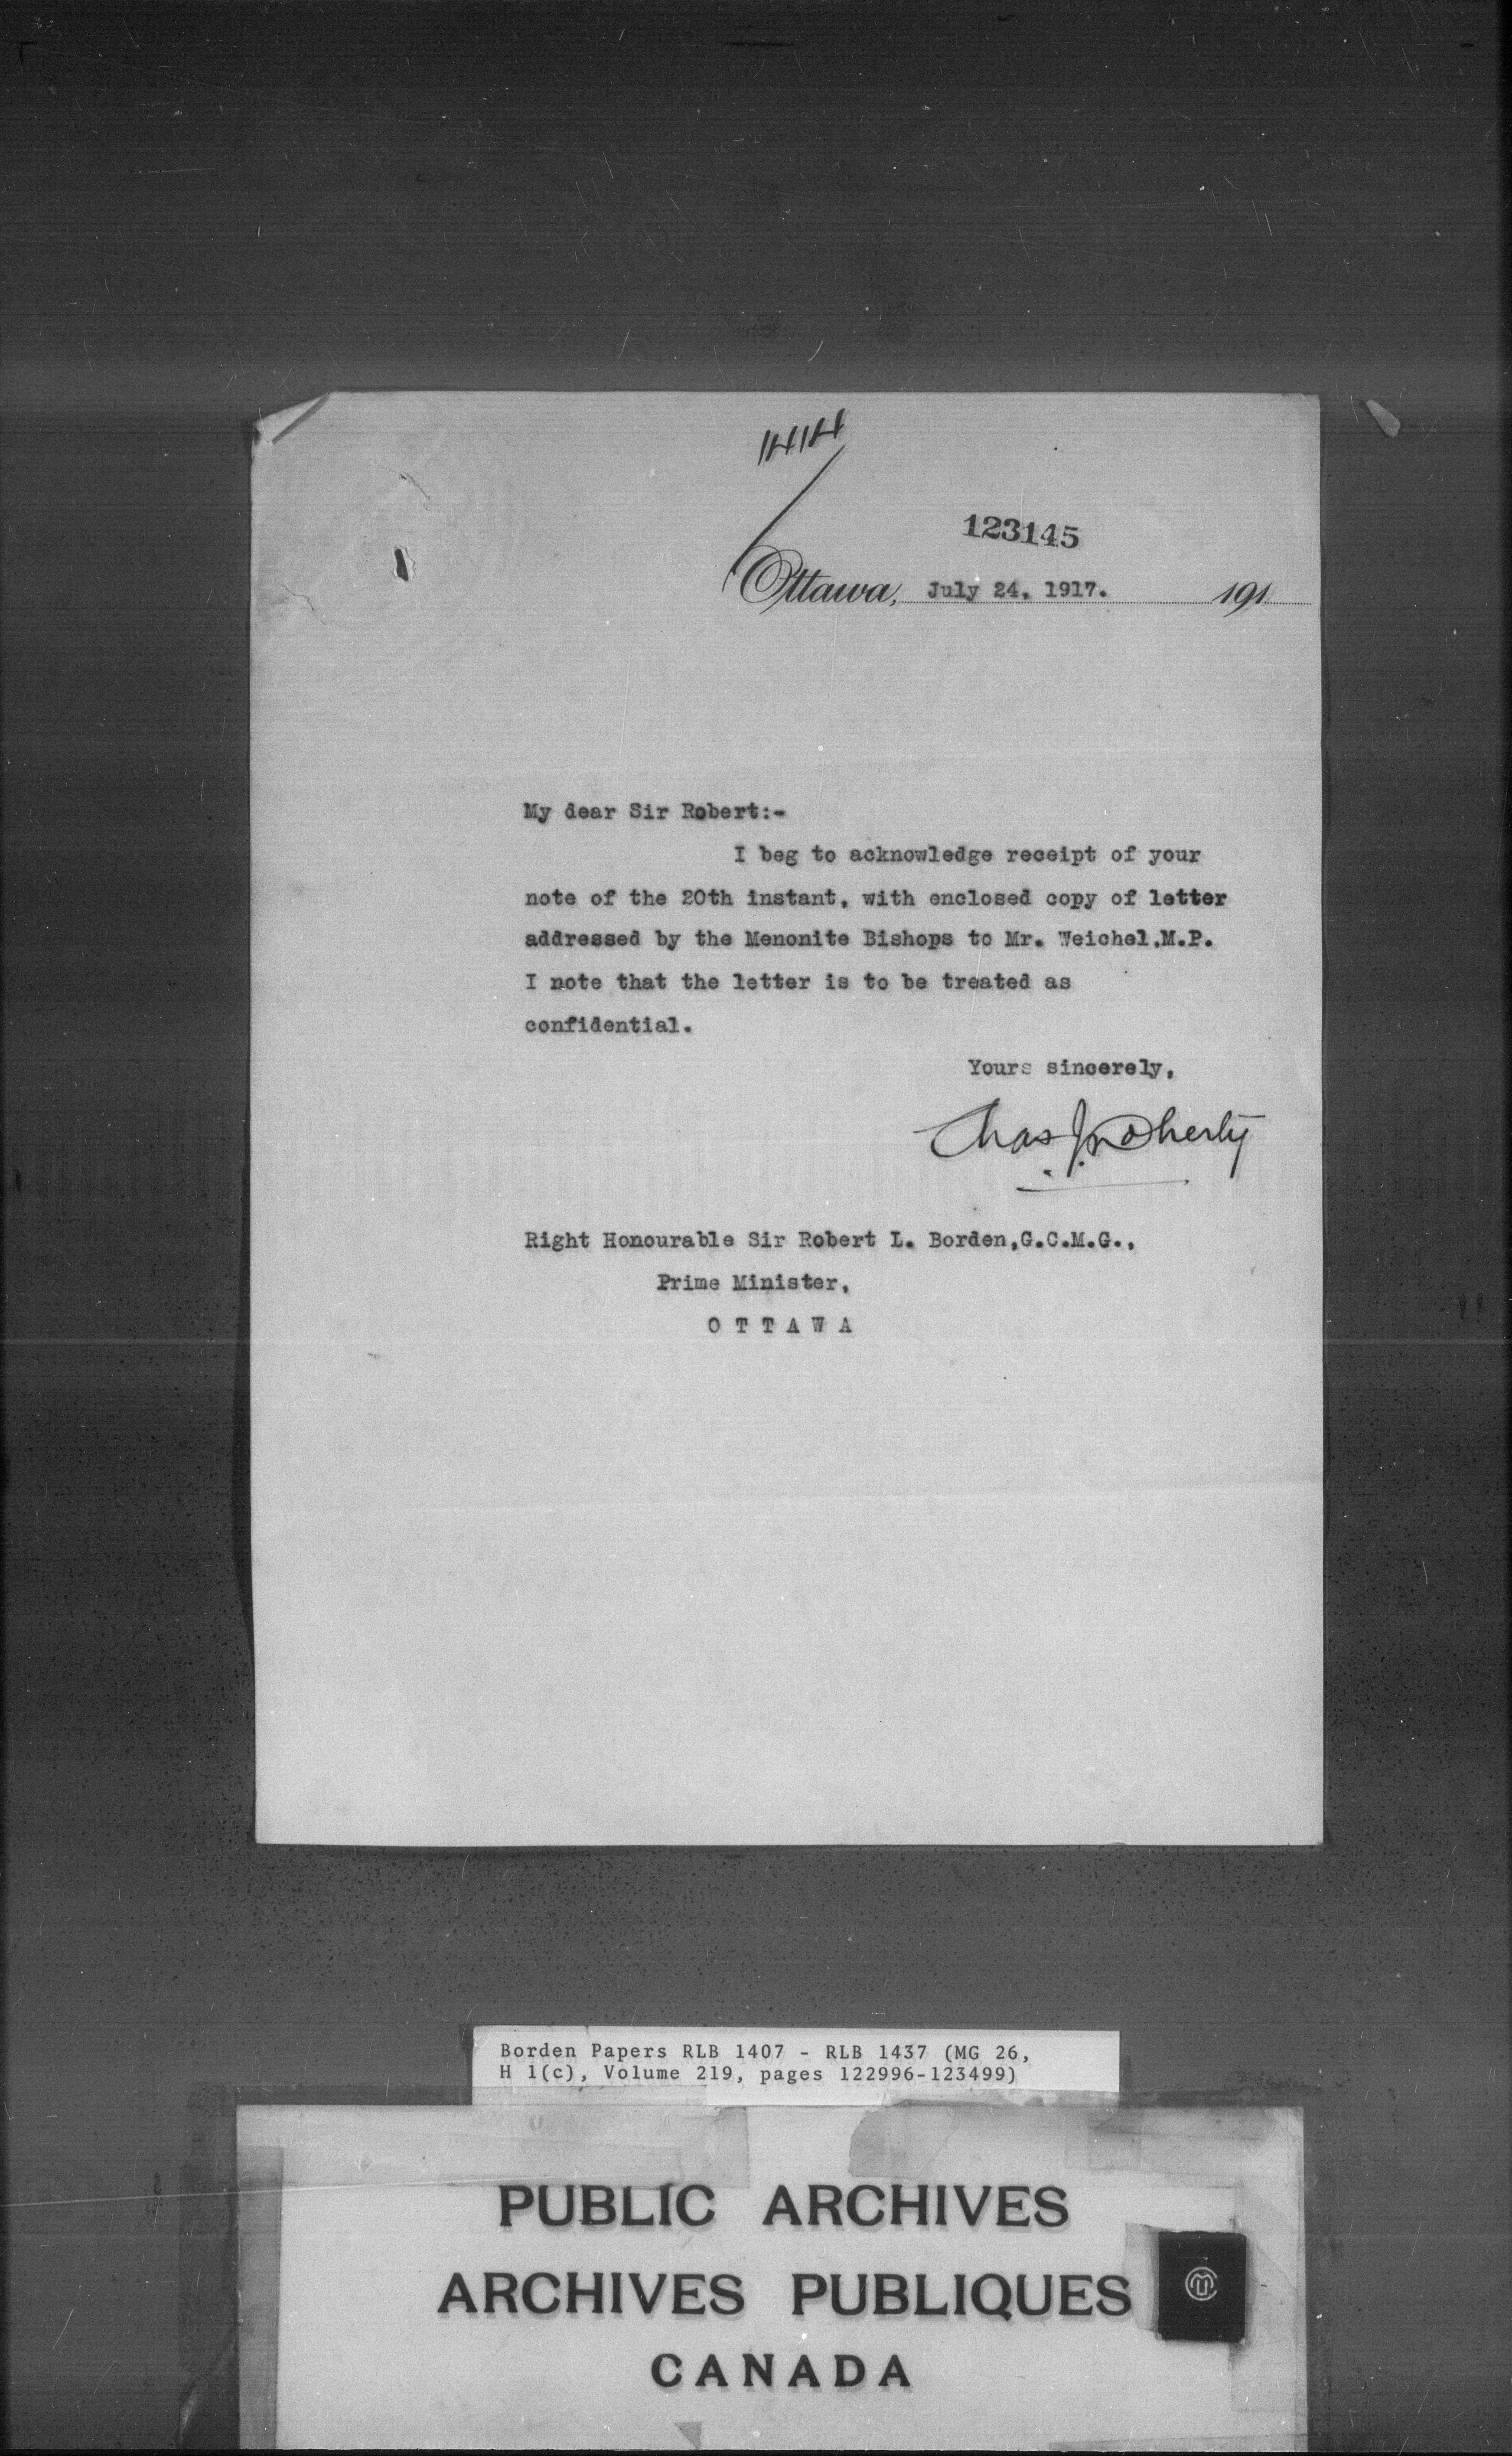 1414
123145
Ottawa, July 24, 1917. 191
My dear Sir Robert:-
I beg to acknowledge receipt of your
note of the 20th instant, with enclosed copy of letter
addressed by the Menonite Bishops to Mr. Weichel,M.P.
I note that the letter is to be treated as
confidential.
Yours sincerely,
Chas J. Doherty
Right Honourable Sir Robert L. Borden,G.C.M.G.,
Prime Minister,
O T T A W A
Borden Papers RLB 1407 - RLB 1437 (MG 26,
H 1(c), Volume 219, pages 122996-123499)
PUBLIC ARCHIVES
ARCHIVES PUBLIQUES
CANADA